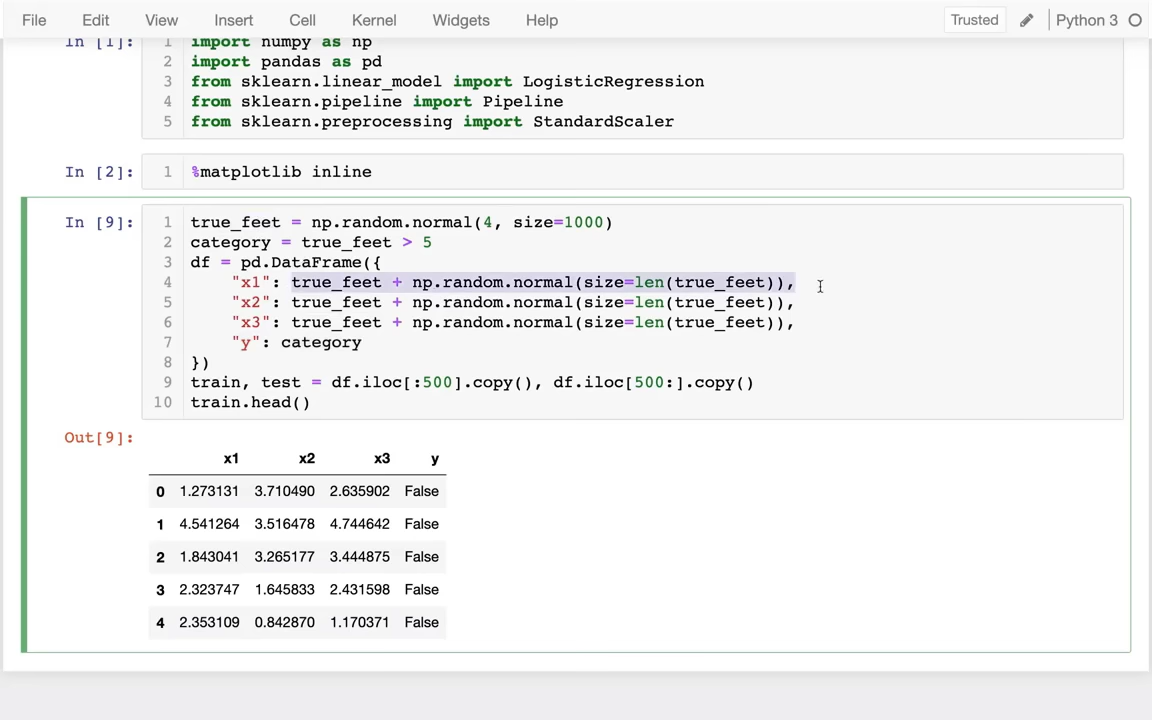 File Edit View Insert Cell Kernel Widgets Help Trusted Python 3
In [1]: 1 import numpy as np
2 import pandas as pd
3 from sklearn.linear_model import LogisticRegression
4 from sklearn.pipeline import Pipeline
5 from sklearn.preprocessing import StandardScaler
In [2]: 1 %matplotlib inline
In [9]: 1 true_feet = np.random.normal(4, size=1000)
2 category = true_feet > 5
3 df = pd.DataFrame({
4 "x1": true_feet + np.random.normal(size=len(true_feet)),
5 "x2": true_feet + np.random.normal(size=len(true_feet)),
6 "x3": true_feet + np.random.normal(size=len(true_feet)),
7 "y": category
8 })
9 train, test = df.iloc[:500].copy(), df.iloc[500:].copy()
10 train.head()
Out[9]:
x1 x2 x3 y
0 1.273131 3.710490 2.635902 False
1 4.541264 3.516478 4.744642 False
2 1.843041 3.265177 3.444875 False
3 2.323747 1.645833 2.431598 False
4 2.353109 0.842870 1.170371 False